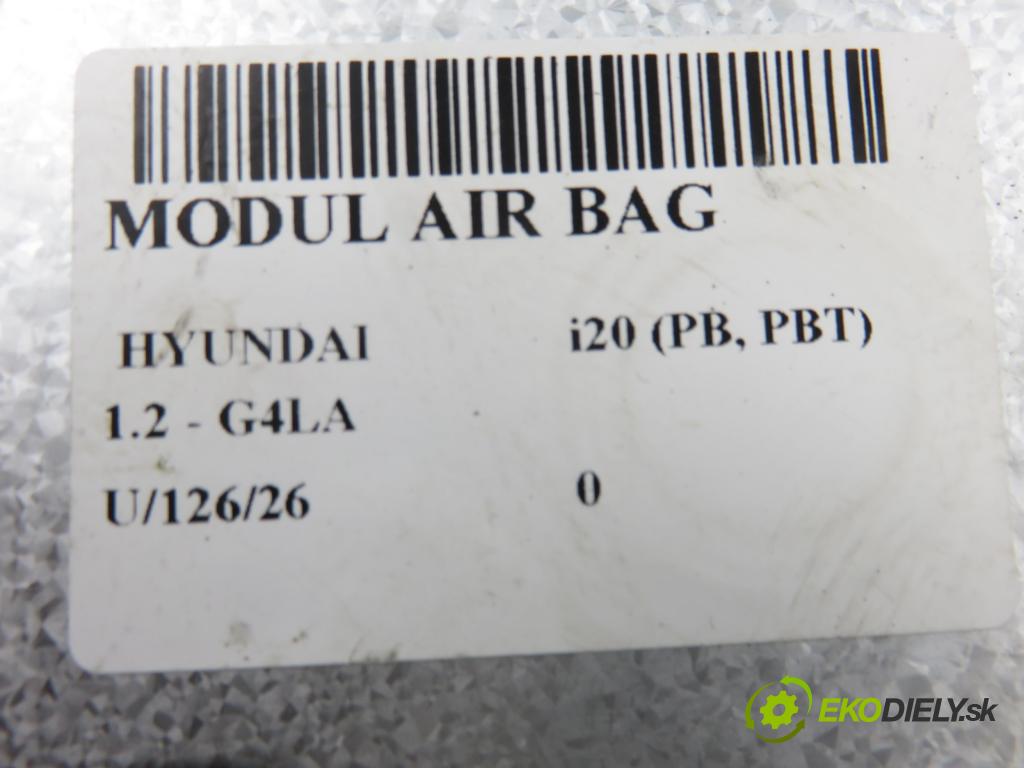 MODUL AIR BAG
HYUNDAI i20 (PB, PBT)
1.2 - G4LA
U/126/26 0
EKODIELY.sk